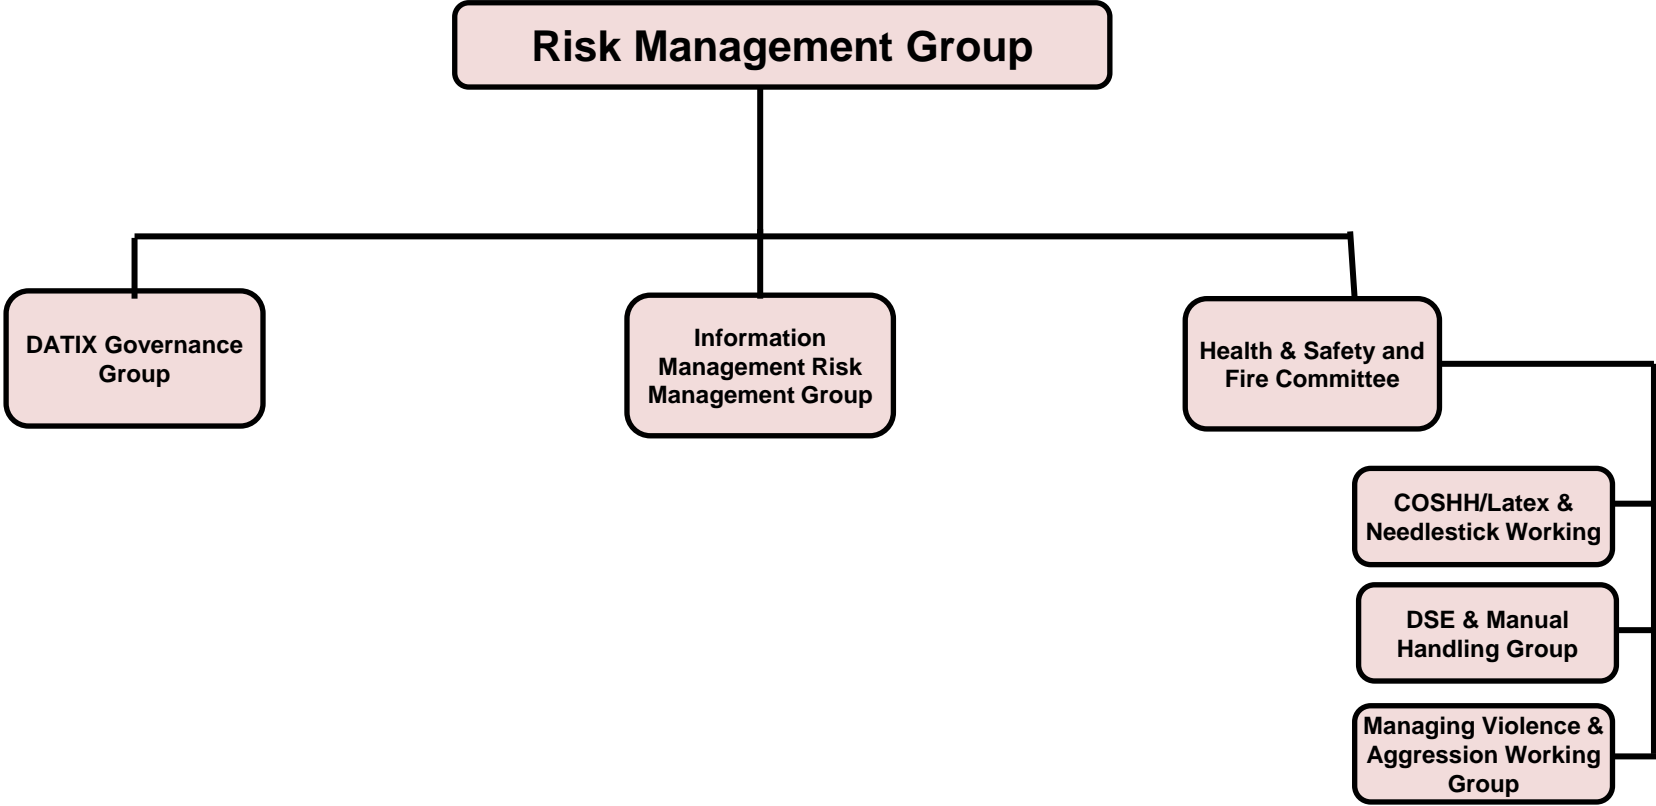 Risk Management Group
DATIX Governance
Group
Information
Management Risk
Management Group
Health & Safety and
Fire Committee
COSHH/Latex &
Needlestick Working
DSE & Manual
Handling Group
Managing Violence &
Aggression Working
Group